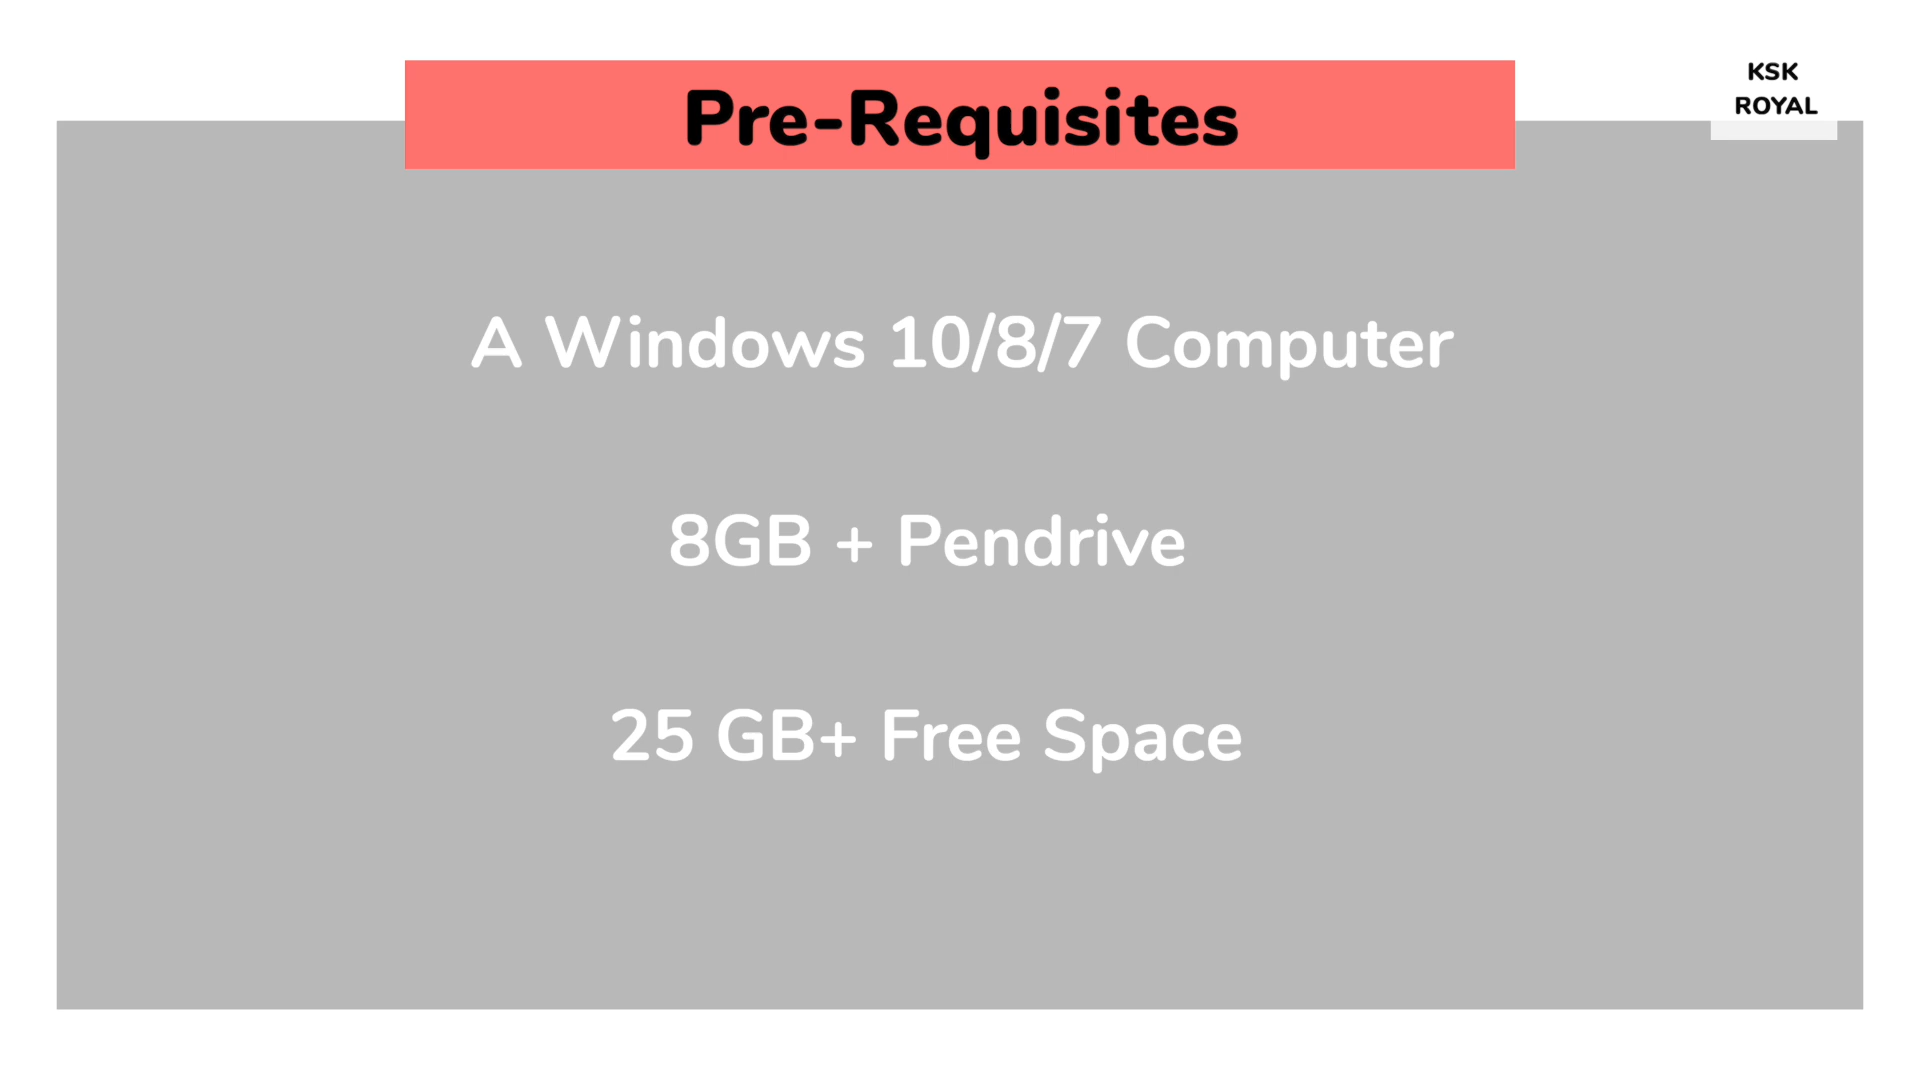 Pre-Requisites
KSK
ROYAL
A Windows 10/8/7 Computer
8GB + Pendrive
25 GB+ Free Space